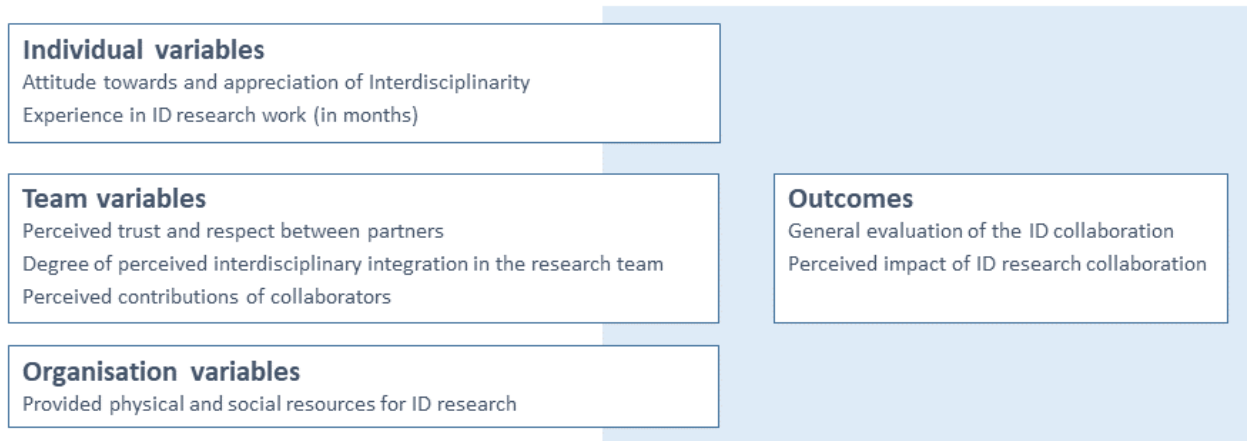 Individual variables
Attitude towards and appreciation of Interdisciplinarity
Experience in ID research work (in months)
Team variables
Perceived trust and respect between partners
Degree of perceived interdisciplinary integration in the research team
Perceived contributions of collaborators
Organisation variables
Provided physical and social resources for ID research
Outcomes
General evaluation of the ID collaboration
Perceived impact of ID research collaboration